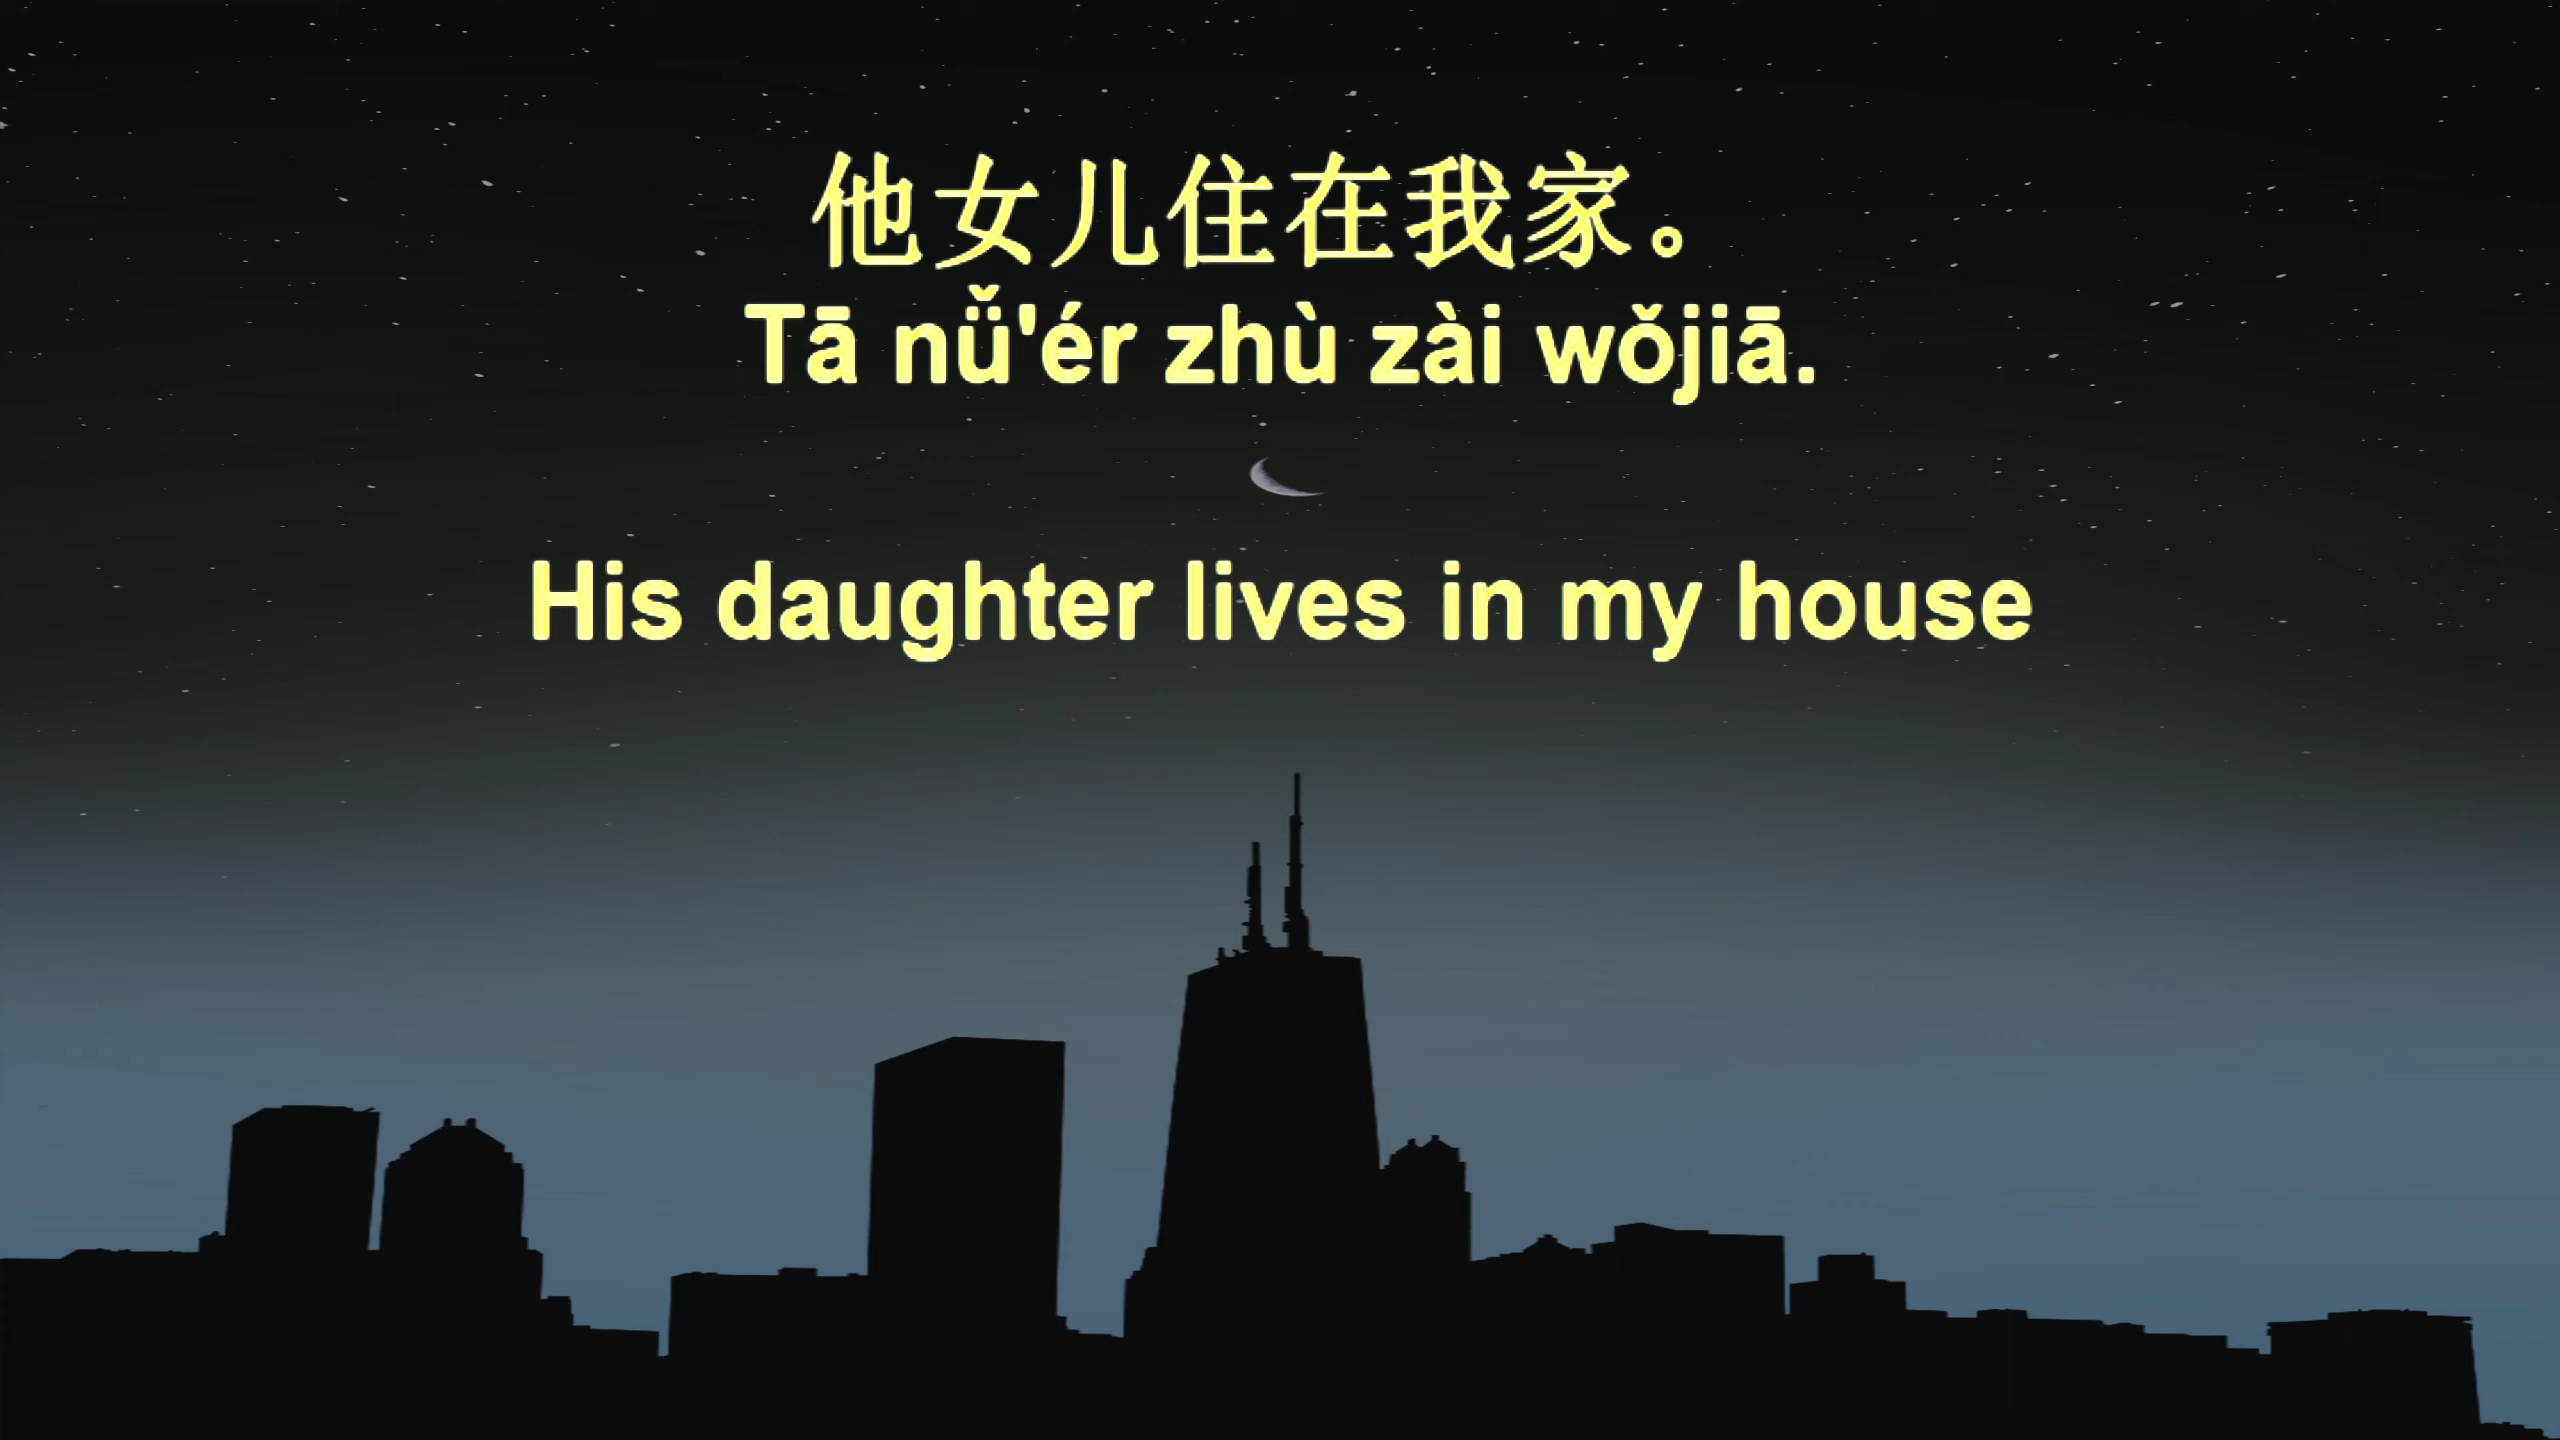 他女儿住在我家。
Tā nǚ'ér zhù zài wǒjiā.
His daughter lives in my house